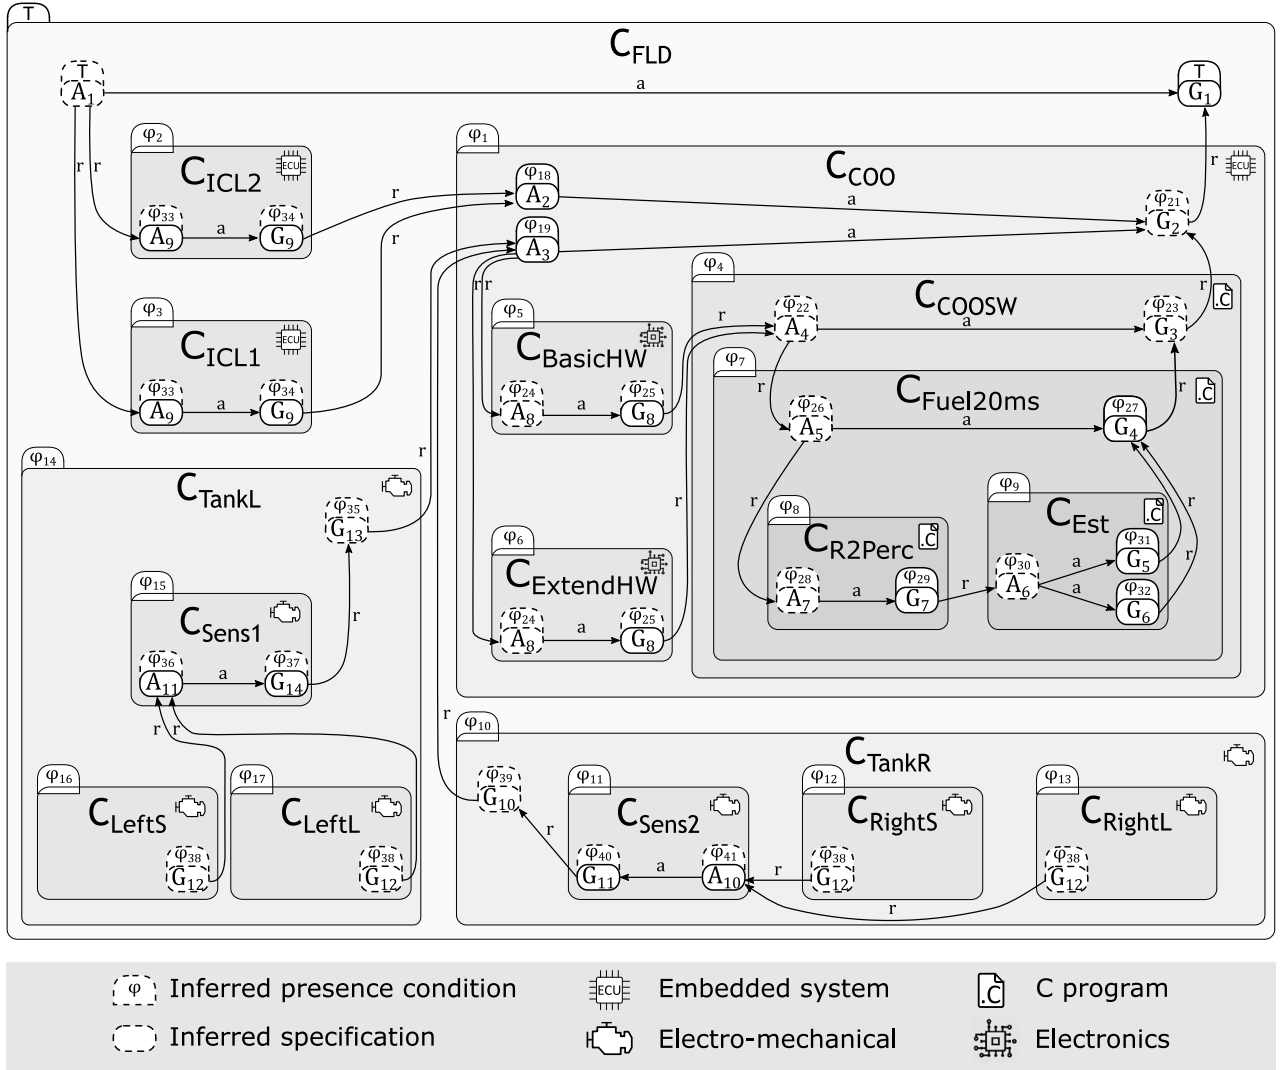 T
C_FLD
T
A_1
a
T
G_1
r
r
r
φ_2
C_ICL2
ECU
φ_33
A_9
a
φ_34
G_9
r
φ_3
C_ICL1
ECU
φ_33
A_9
a
φ_34
G_9
r
φ_1
C_COO
ECU
φ_18
A_2
a
φ_19
A_3
a
φ_21
G_2
r
r
r
φ_5
C_BasicHW
φ_24
A_8
a
φ_25
G_8
r
φ_6
C_ExtendHW
φ_24
A_8
a
φ_25
G_8
r
φ_4
C_COOSW
.C
φ_22
A_4
a
φ_23
G_3
r
φ_7
C_Fuel20ms
.C
r
φ_26
A_5
a
φ_27
G_4
r
r
φ_8
C_R2Perc
.C
φ_28
A_7
a
φ_29
G_7
r
φ_9
C_Est
.C
φ_30
A_6
a
a
φ_31
G_5
r
φ_32
G_6
r
φ_14
C_TankL
φ_35
G_13
r
φ_15
C_Sens1
φ_36
A_11
a
φ_37
G_14
r
r
r
φ_16
C_LeftS
φ_38
G_12
φ_17
C_LeftL
φ_38
G_12
φ_10
C_TankR
r
φ_39
G_10
r
φ_11
C_Sens2
φ_40
G_11
a
φ_41
A_10
r
r
φ_12
C_RightS
φ_38
G_12
φ_13
C_RightL
φ_38
G_12
φ Inferred presence condition
ECU Embedded system
.C C program
Inferred specification
Electro-mechanical
Electronics